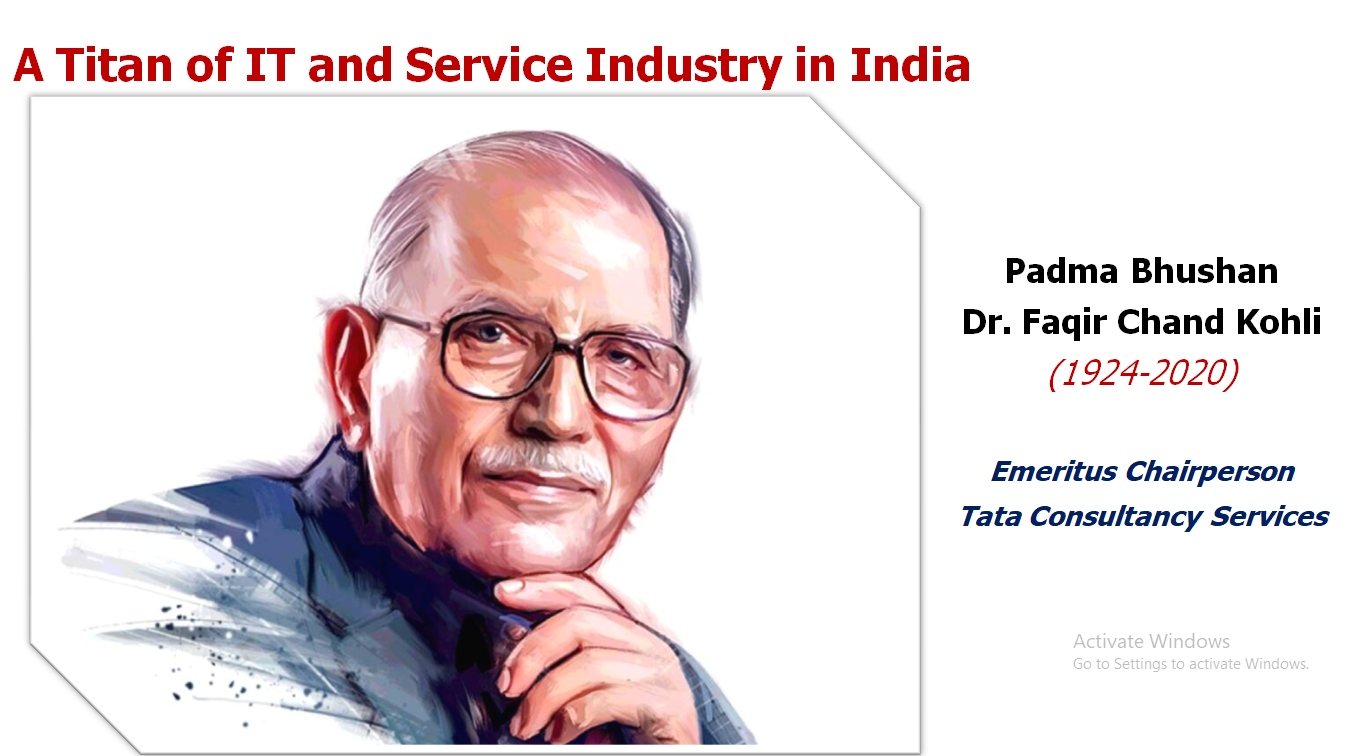 A Titan of IT and Service Industry in India
Padma Bhushan
Dr. Faqir Chand Kohli
(1924-2020)
Emeritus Chairperson
Tata Consultancy Services
Activate Windows
Go to Settings to activate Windows.